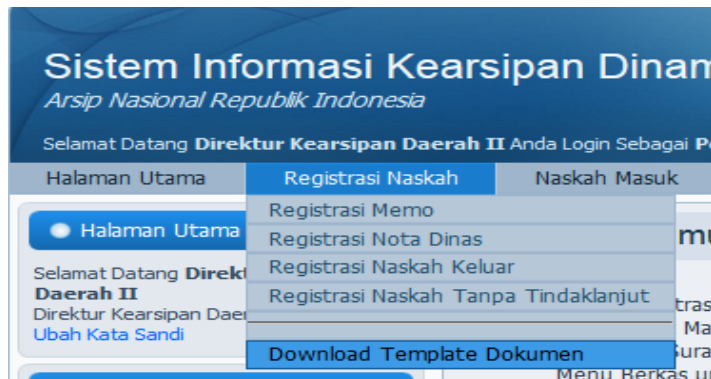 Sistem Informasi Kearsipan
Arsip Nasional Republik Indonesia
Selamat Datang Direktur Kearsipan Daerah II Anda Login Sebagai
Halaman Utama Registrasi Naskah Naskah Masuk
Registrasi Memo
Halaman Utama
Registrasi Nota Dinas
Registrasi Naskah Keluar
Selamat Datang
Daerah II
Registrasi Naskah Tanpa Tindaklanjut
Direktur Kearsipan
Ubah Kata Sandi
Download Template Dokumen
Menu Berkas